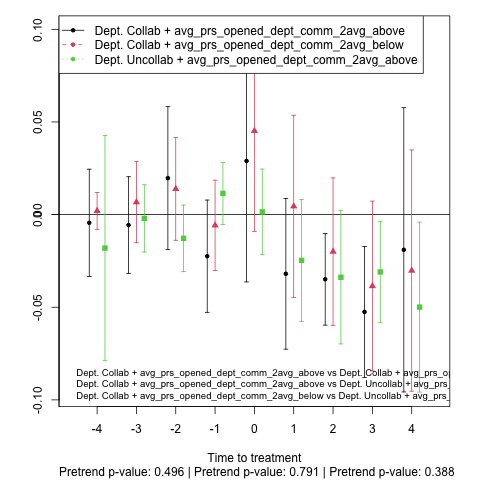 0.10
0.05
0.00
-0.05
-0.10
Dept. Collab + avg_prs_opened_dept_comm_2avg_above
Dept. Collab + avg_prs_opened_dept_comm_2avg_below
Dept. Uncollab + avg_prs_opened_dept_comm_2avg_above
Dept. Collab + avg_prs_opened_dept_comm_2avg_above vs Dept. Collab + avg_prs_op
Dept. Collab + avg_prs_opened_dept_comm_2avg_above vs Dept. Uncollab + avg_prs_
Dept. Collab + avg_prs_opened_dept_comm_2avg_below vs Dept. Uncollab + avg_prs_
-4 -3 -2 -1 0 1 2 3 4
Time to treatment
Pretrend p-value: 0.496 | Pretrend p-value: 0.791 | Pretrend p-value: 0.388